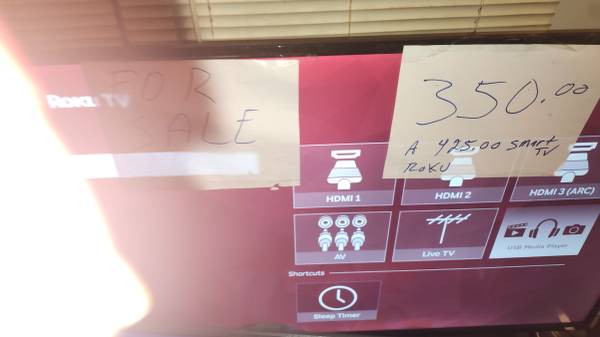 Roku TV
FOR
SALE
350.00
A 425.00 Smart
TV
ROKU
HDMI 1
HDMI 2
HDMI 3 (ARC)
AV
Live TV
USB Media Player
Shortcuts
Sleep Timer